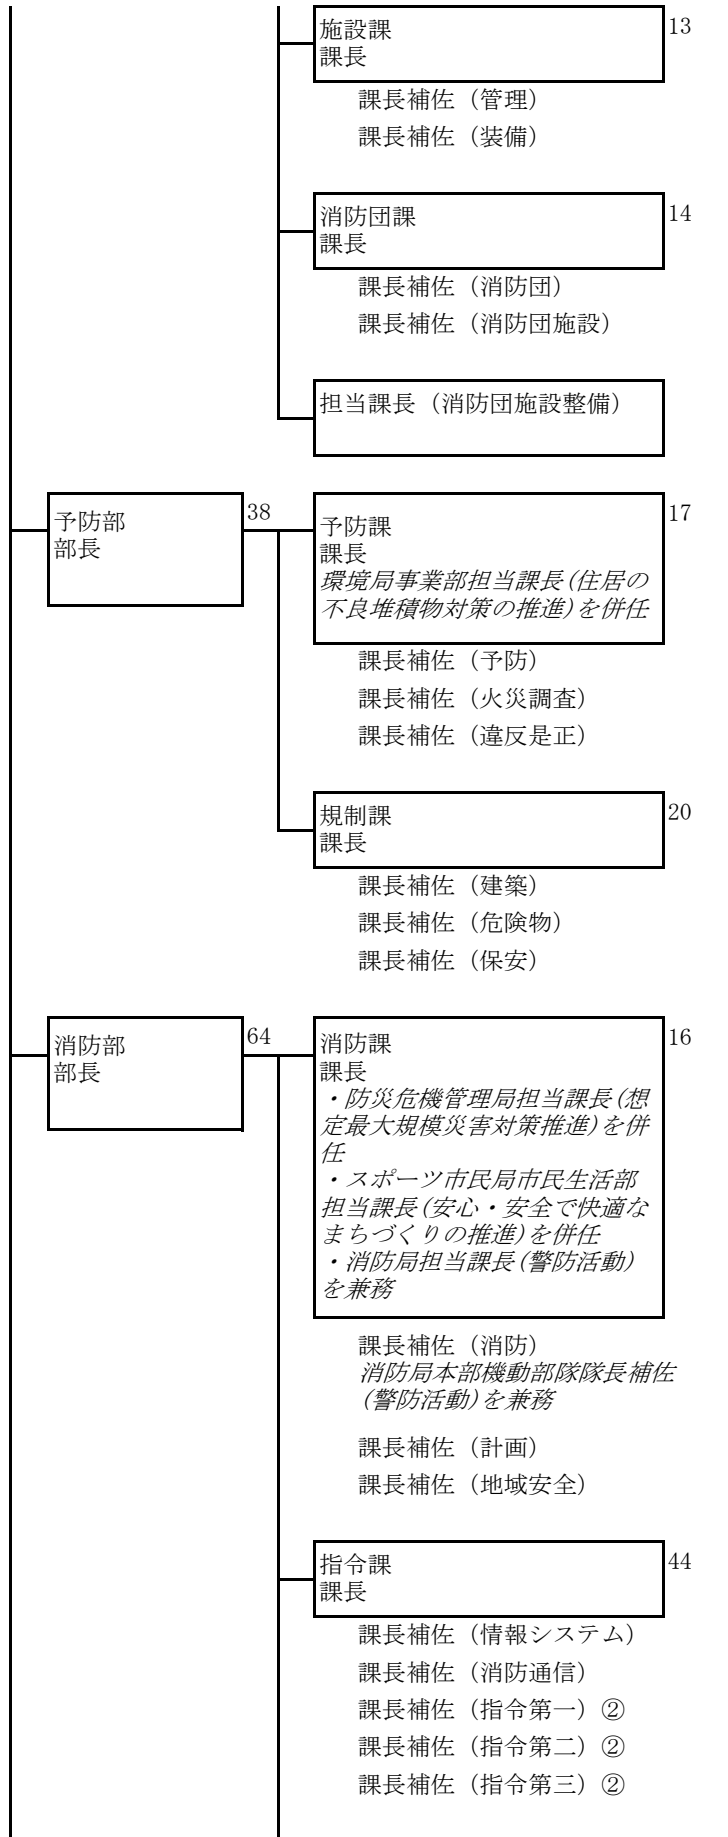 施設課
課長
13
課長補佐（管理）
課長補佐（装備）
消防団課
課長
14
課長補佐（消防団）
課長補佐（消防団施設）
担当課長（消防団施設整備）
予防部
部長
38
予防課
課長
環境局事業部担当課長(住居の
不良堆積物対策の推進)を併任
17
課長補佐（予防）
課長補佐（火災調査）
課長補佐（違反是正）
規制課
課長
20
課長補佐（建築）
課長補佐（危険物）
課長補佐（保安）
消防部
部長
64
消防課
課長
・防災危機管理局担当課長(想
定最大規模災害対策推進)を併
任
・スポーツ市民局市民生活部
担当課長(安心・安全で快適な
まちづくりの推進)を併任
・消防局担当課長(警防活動)
を兼務
16
課長補佐（消防）
消防局本部機動部隊隊長補佐
(警防活動)を兼務
課長補佐（計画）
課長補佐（地域安全）
指令課
課長
44
課長補佐（情報システム）
課長補佐（消防通信）
課長補佐（指令第一）②
課長補佐（指令第二）②
課長補佐（指令第三）②